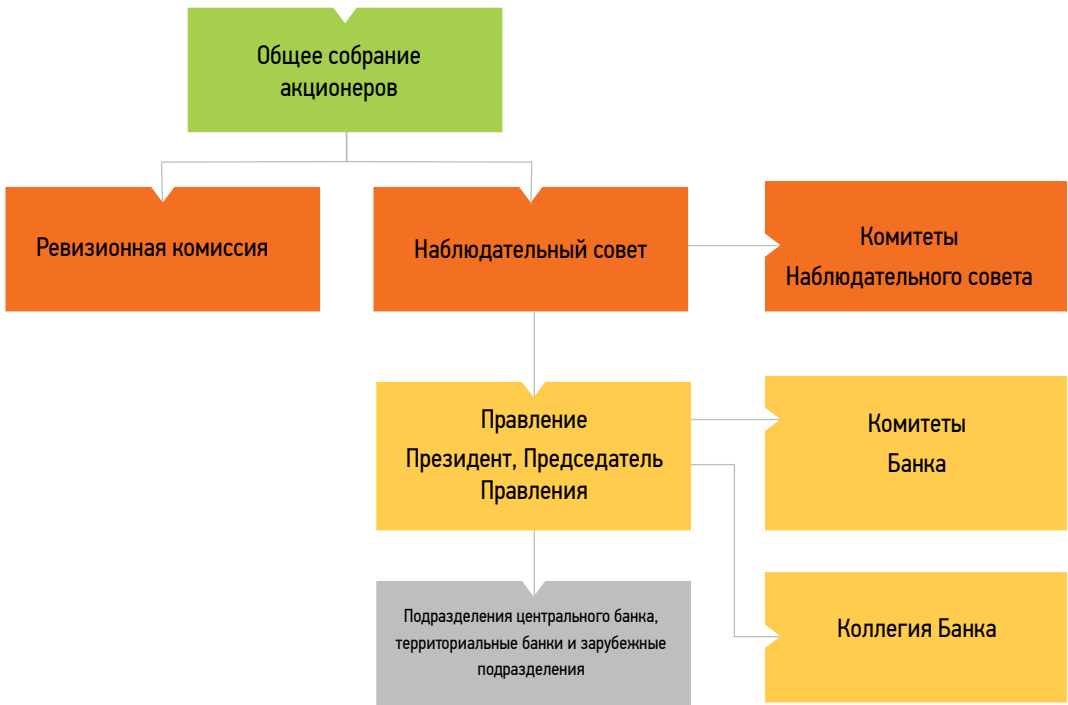 Общее собрание
акционеров
Ревизионная комиссия
Наблюдательный совет
Комитеты
Наблюдательного совета
Правление
Президент, Председатель
Правления
Комитеты
Банка
Подразделения центрального банка,
территориальные банки и зарубежные
подразделения
Коллегия Банка